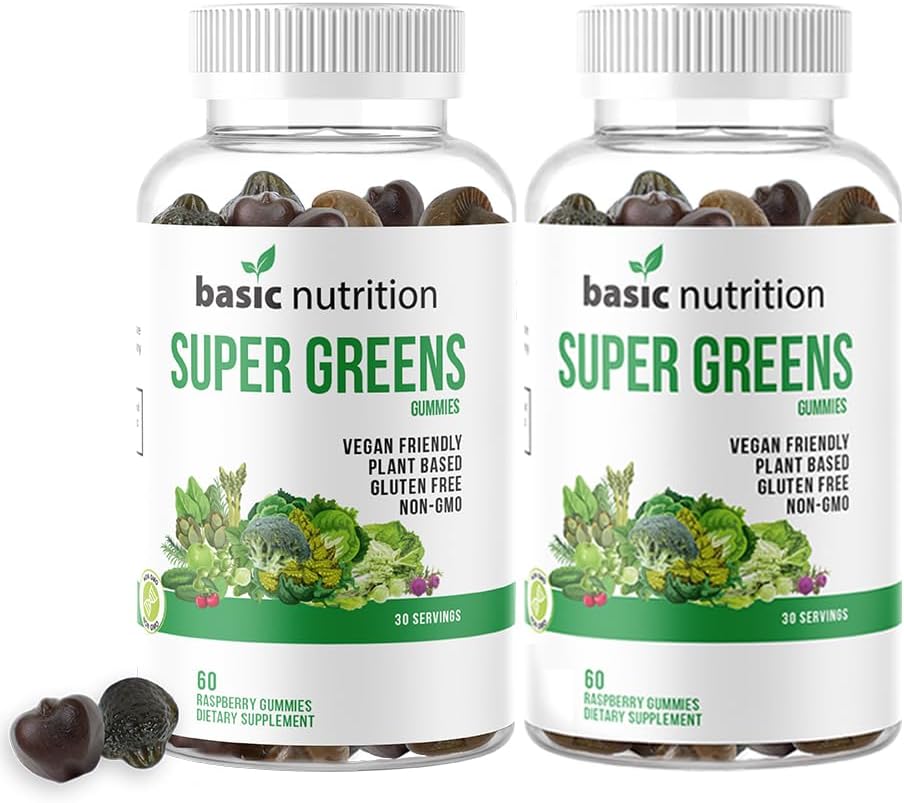 basic nutrition
SUPER GREENS
GUMMIES
VEGAN FRIENDLY
PLANT BASED
GLUTEN FREE
NON-GMO
30 SERVINGS
60
RASPBERRY GUMMIES
DIETARY SUPPLEMENT
basic nutrition
SUPER GREENS
GUMMIES
VEGAN FRIENDLY
PLANT BASED
GLUTEN FREE
NON-GMO
30 SERVINGS
60
RASPBERRY GUMMIES
DIETARY SUPPLEMENT